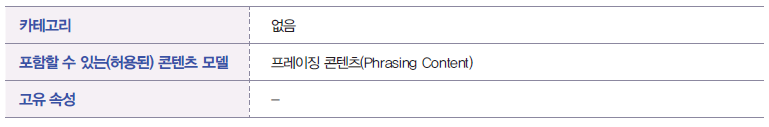 카테고리 없음
포함할 수 있는(허용된) 콘텐츠 모델 프레이징 콘텐츠(Phrasing Content)
고유 속성 –